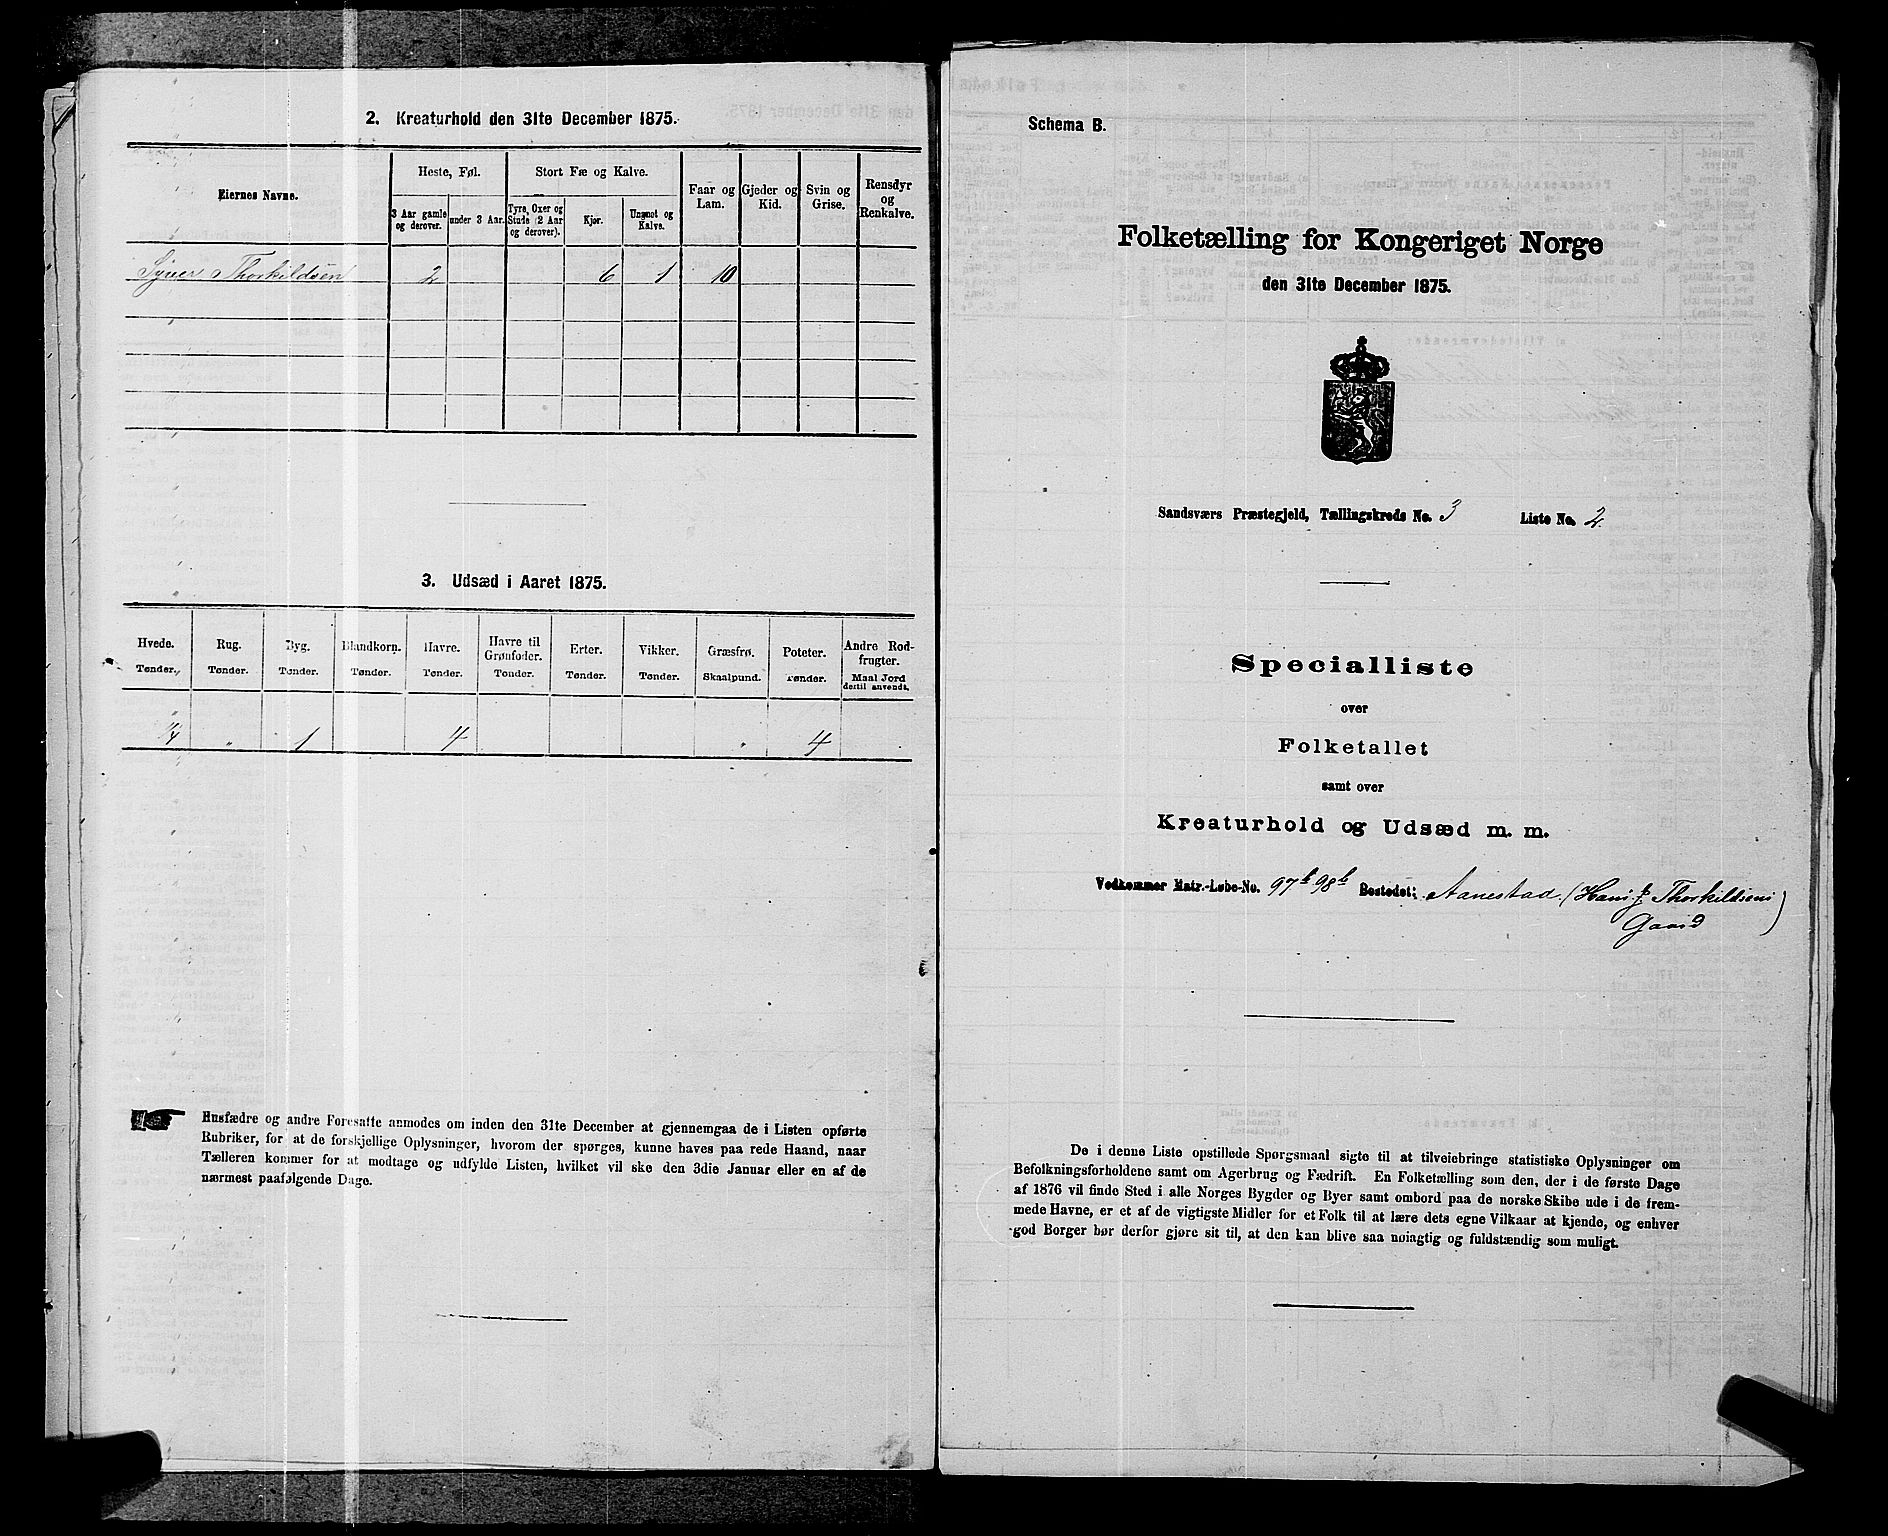 2. Kreaturhold den 31te December 1875.
Eiernes Navne.
Heste, Føl.
3 Aar gamle og derover.
under 3 Aar.
Stort Fæ og Kalve.
Tyre, Oxer og Stude (2 Aar og derover).
Kjør.
Ungnøt og Kalve.
Faar og Lam.
Gjeder og Kid.
Svin og Grise.
Rensdyr og Renkalve.
Syver Thorkildsen 2 6 1 10
3. Udsæd i Aaret 1875.
Hvede. Rug. Byg. Blandkorn. Havre. Havre til Grønfoder. Erter. Vikker. Græsfrø. Poteter. Andre Rodfrugter.
Tønder. Tønder. Tønder. Tønder. Tønder. Tønder. Tønder. Tønder. Skaalpund. Tønder. Maal Jord dertil anvendt.
1/4 " 1 4 " 4
Husfædre og andre Foresatte anmodes om inden den 31te December at gjennemgaa de i Listen opførte
Rubriker, for at de forskjellige Oplysninger, hvorom der spørges, kunne haves paa rede Haand, naar
Tælleren kommer for at modtage og udfylde Listen, hvilket vil ske den 3die Januar eller en af de
nærmest paafølgende Dage.
Schema B.
Folketælling for Kongeriget Norge
den 31te December 1875.
Sandsværs Præstegjeld, Tællingskreds No. 3 Liste No. 2.
Specialliste
over
Folketallet
samt over
Kreaturhold og Udsæd m. m.
Vedkommer Matr.-Løbe-No. 97b 98b Bostedet: Aanestad (Hans J. Thorkildsens
Gaard)
De i denne Liste opstillede Spørgsmaal sigte til at tilveiebringe statistiske Oplysninger om
Befolkningsforholdene samt om Agerbrug og Fædrift. En Folketælling som den, der i de første Dage
af 1876 vil finde Sted i alle Norges Bygder og Byer samt ombord paa de norske Skibe ude i de frem-
mede Havne, er et af de vigtigste Midler for et Folk til at lære dets egne Vilkaar at kjende, og enhver
god Borger bør derfor gjøre sit til, at den kan blive saa nøiagtig og fuldstændig som muligt.